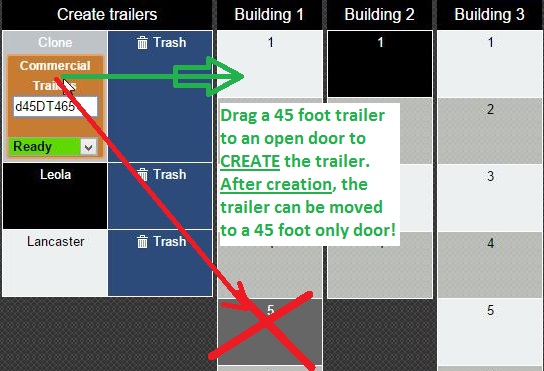 Create trailers
Building 1
Building 2
Building 3
Clone
Trash
1
1
1
Commercial
Trailers
d45DT465
Ready
2
Drag a 45 foot trailer
to an open door to
CREATE the trailer.
After creation, the
trailer can be moved
to a 45 foot only door!
Leola
Trash
3
Lancaster
Trash
4
5
5